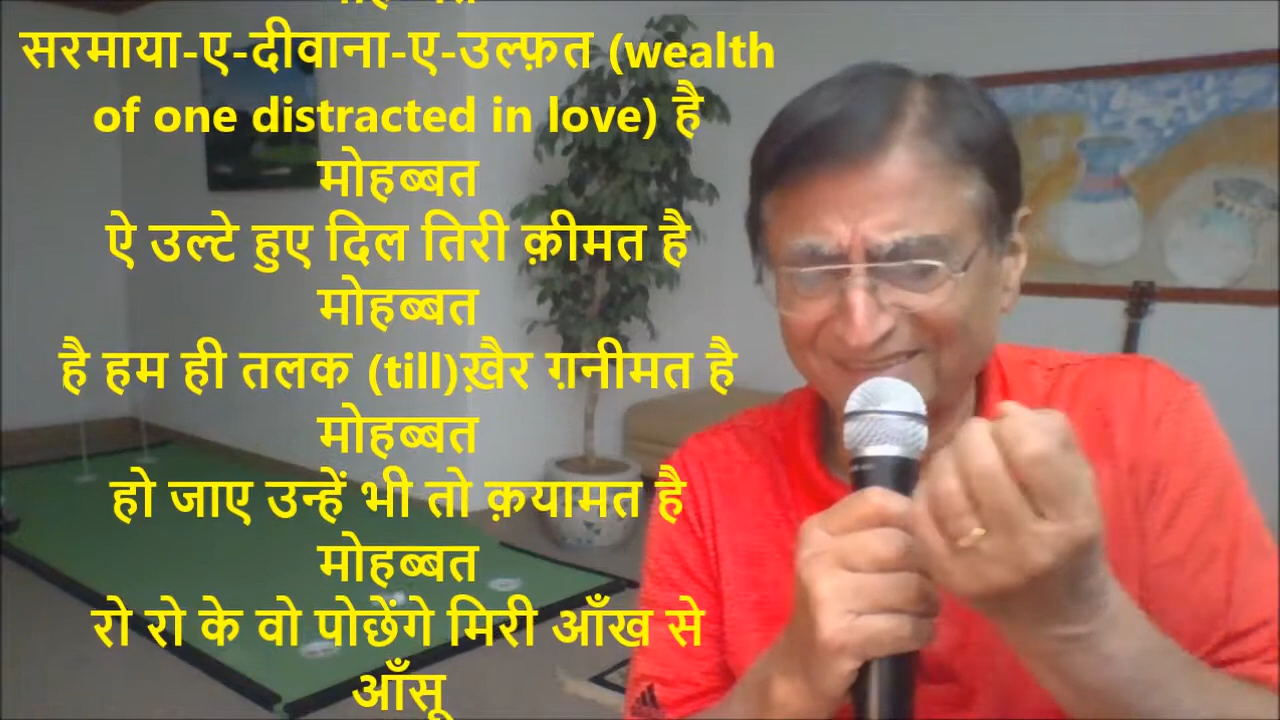 सरमाया-ए-दीवाना-ए-उल्फ़त (wealth
of one distracted in love) है
मोहब्बत
ऐ उल्टे हुए दिल तिरी क़ीमत है
मोहब्बत
है हम ही तलक (till)ख़ैर ग़नीमत है
मोहब्बत
हो जाए उन्हें भी तो क़यामत है
मोहब्बत
रो रो के वो पोछेंगे मिरी आँख से
आँसू